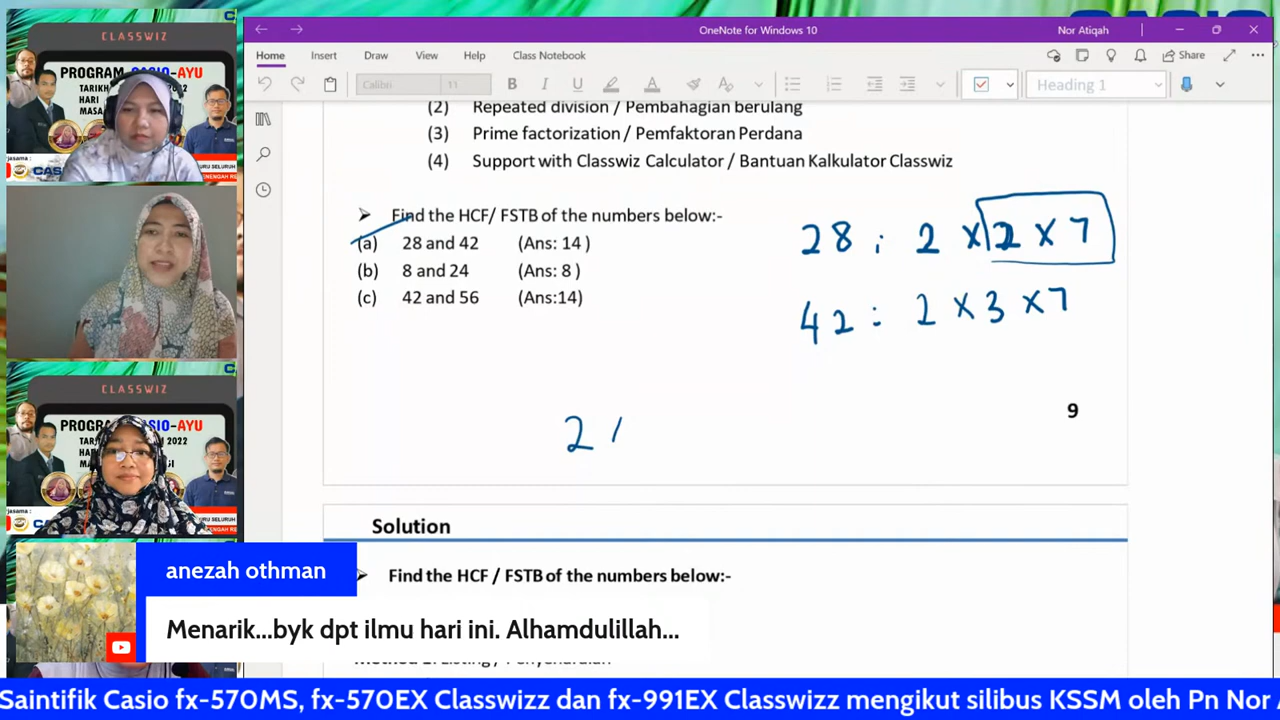 CLASSWIZ
PROGRAM CASIO-AYU
CLASSWIZ
OneNote for Windows 10
Nor Atiqah
Home
Insert
Draw
View
Help
Class Notebook
Share
Calibri
11
B I U A
Heading 1
(2) Repeated division / Pembahagian berulang
(3) Prime factorization / Pemfaktoran Perdana
(4) Support with Classwiz Calculator / Bantuan Kalkulator Classwiz
Find the HCF/ FSTB of the numbers below:-
(a) 28 and 42 (Ans: 14 )
(b) 8 and 24 (Ans: 8 )
(c) 42 and 56 (Ans:14)
28 : 2 × 2 × 7
42 : 2 × 3 × 7
2
9
Solution
Find the HCF / FSTB of the numbers below:-
anezah othman
Menarik...byk dpt ilmu hari ini. Alhamdulillah...
Saintifik Casio fx-570MS, fx-570EX Classwizz dan fx-991EX Classwizz mengikut silibus KSSM oleh Pn Nor